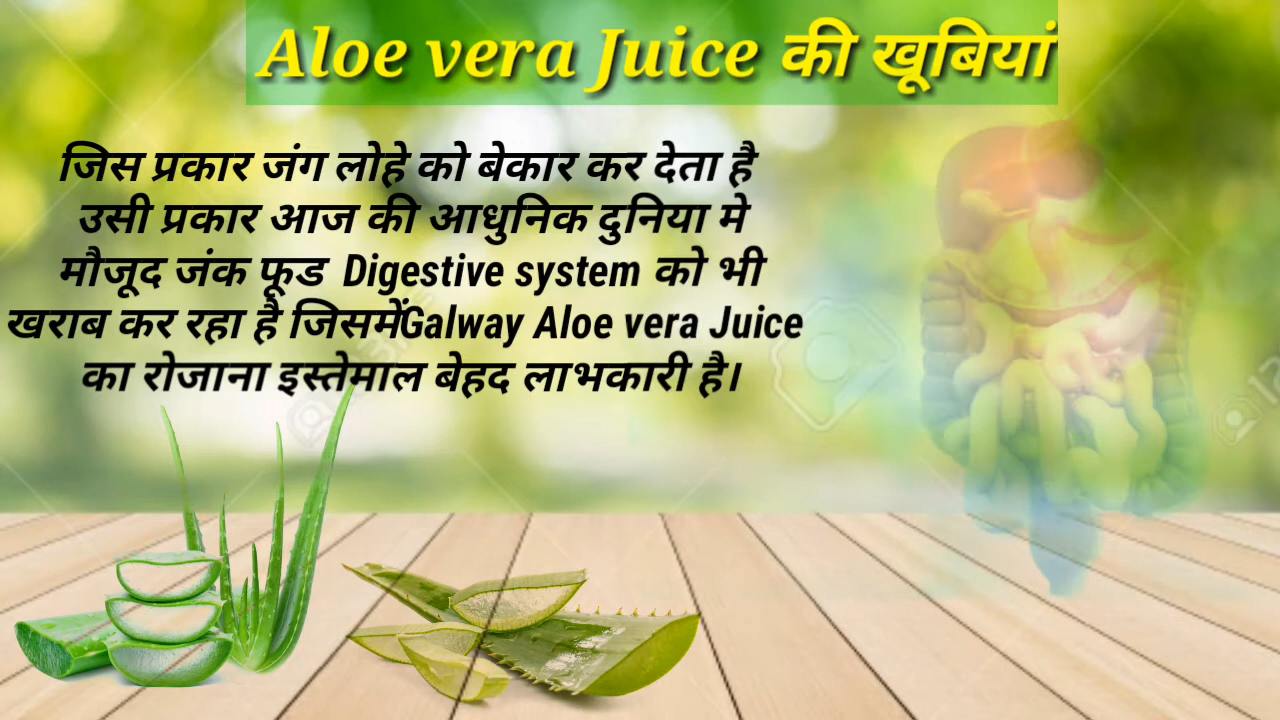 Aloe vera Juice की खूबियां
जिस प्रकार जंग लोहे को बेकार कर देता है
उसी प्रकार आज की आधुनिक दुनिया मे
मौजूद जंक फूड Digestive system को भी
खराब कर रहा है जिसमेंGalway Aloe vera Juice
का रोजाना इस्तेमाल बेहद लाभकारी है।